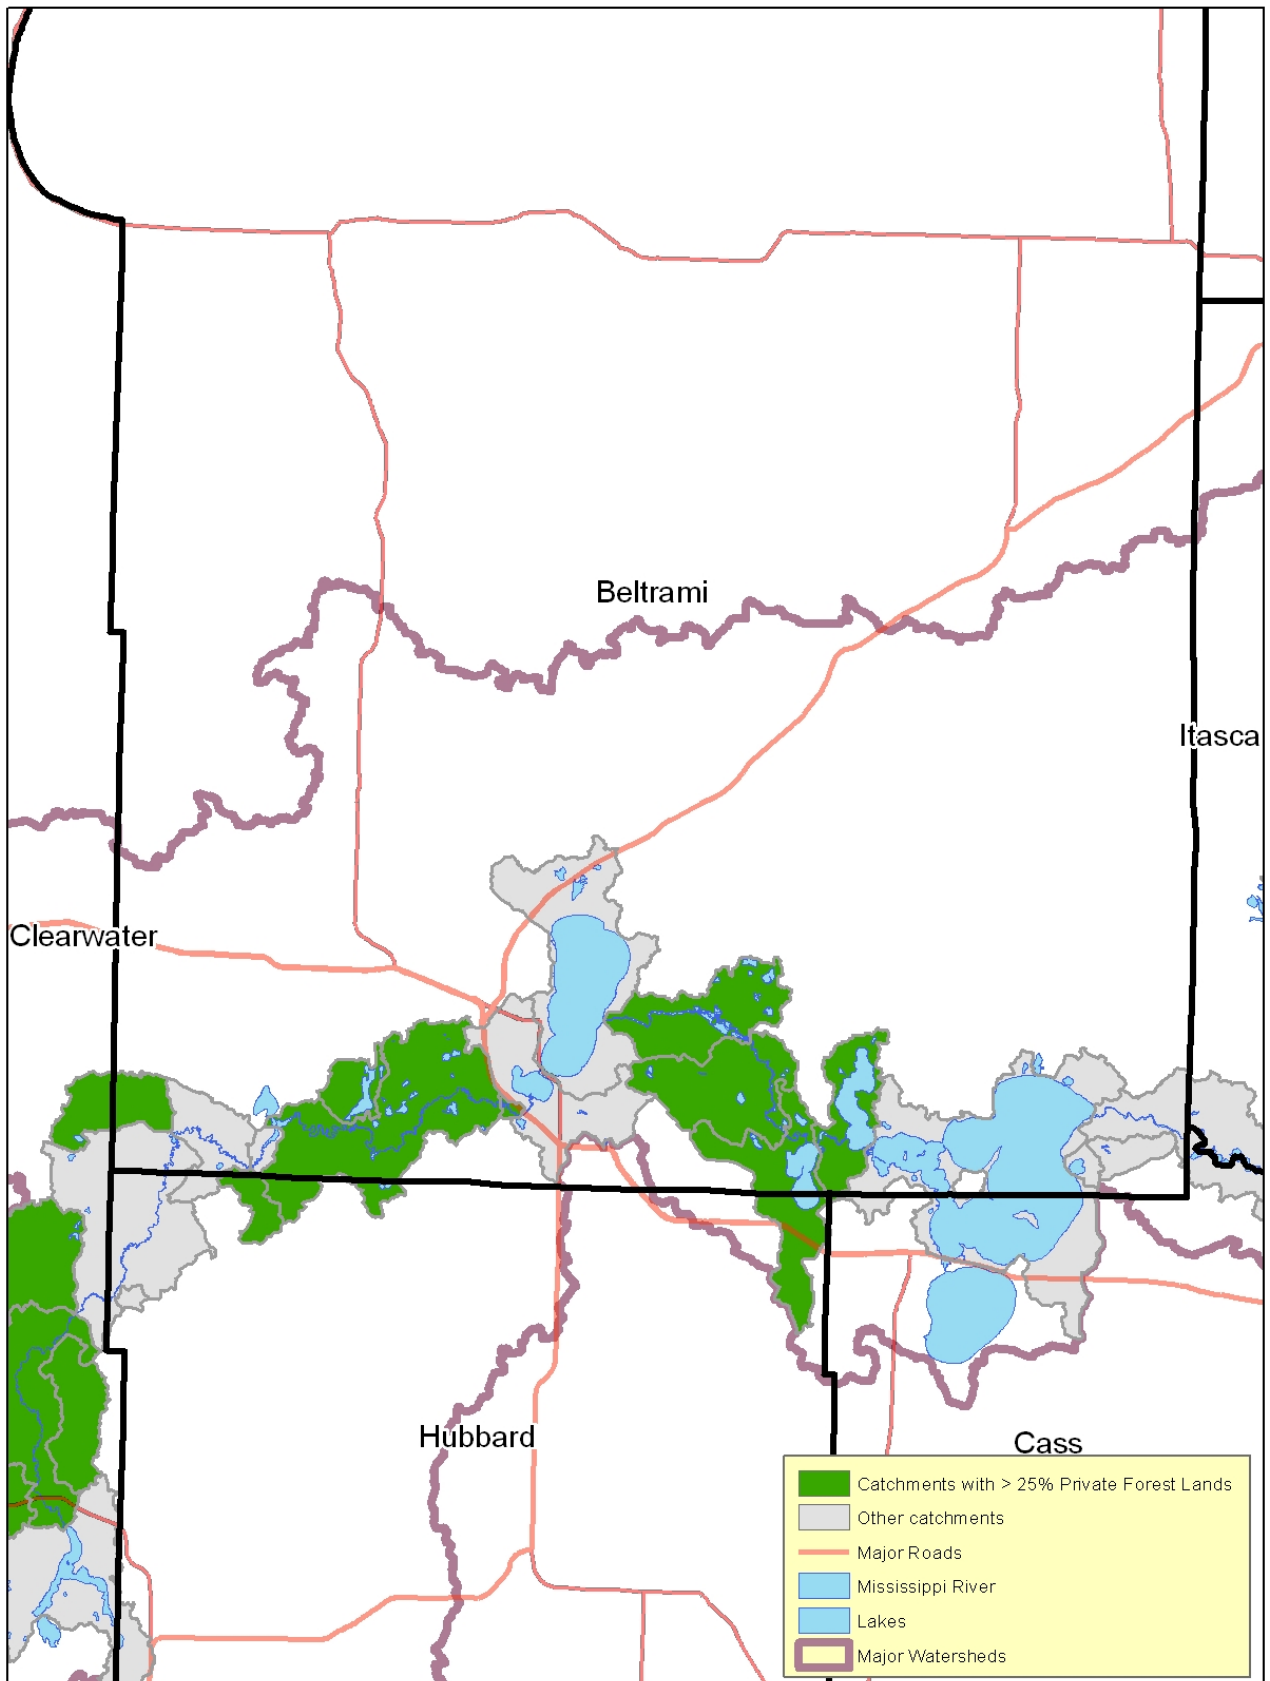 Beltrami
Itasca
Clearwater
Hubbard
Cass
Catchments with > 25% Private Forest Lands
Other catchments
Major Roads
Mississippi River
Lakes
Major Watersheds